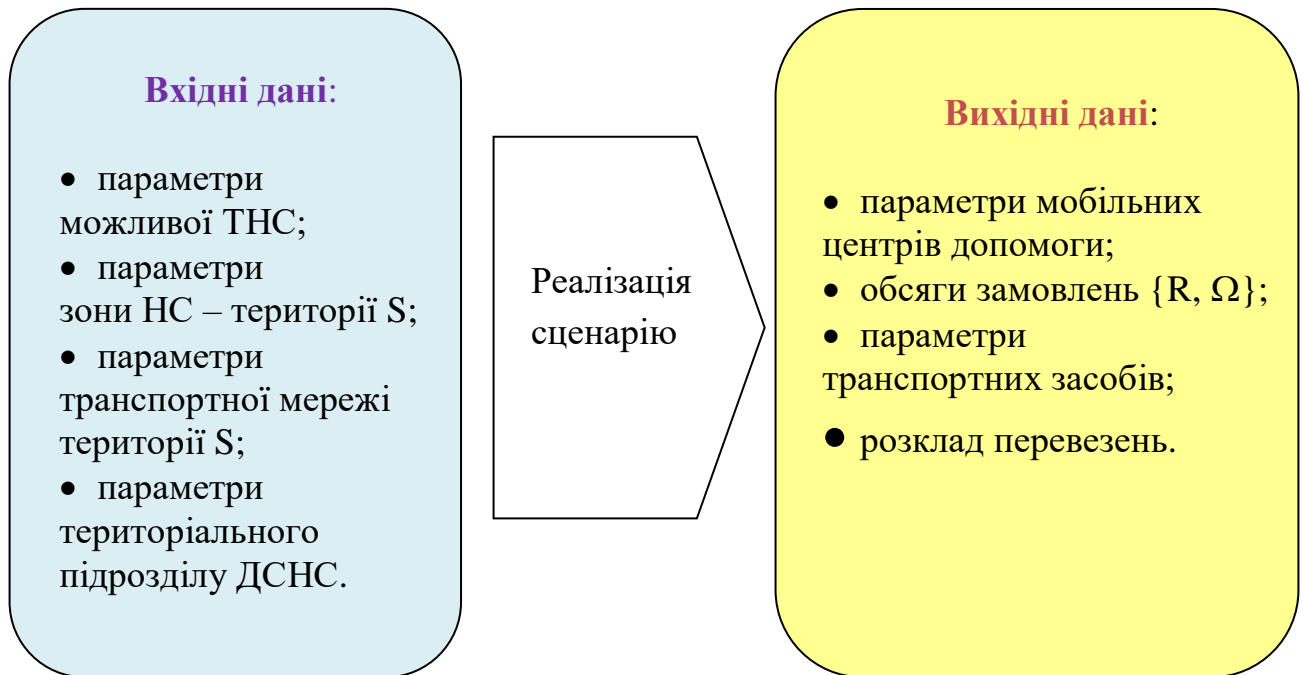 Вхідні дані:
• параметри
можливої ТНС;
• параметри
зони НС – території S;
• параметри
транспортної мережі
території S;
• параметри
територіального
підрозділу ДСНС.
Реалізація
сценарію
Вихідні дані:
• параметри мобільних
центрів допомоги;
• обсяги замовлень {R, Ω};
• параметри
транспортних засобів;
• розклад перевезень.